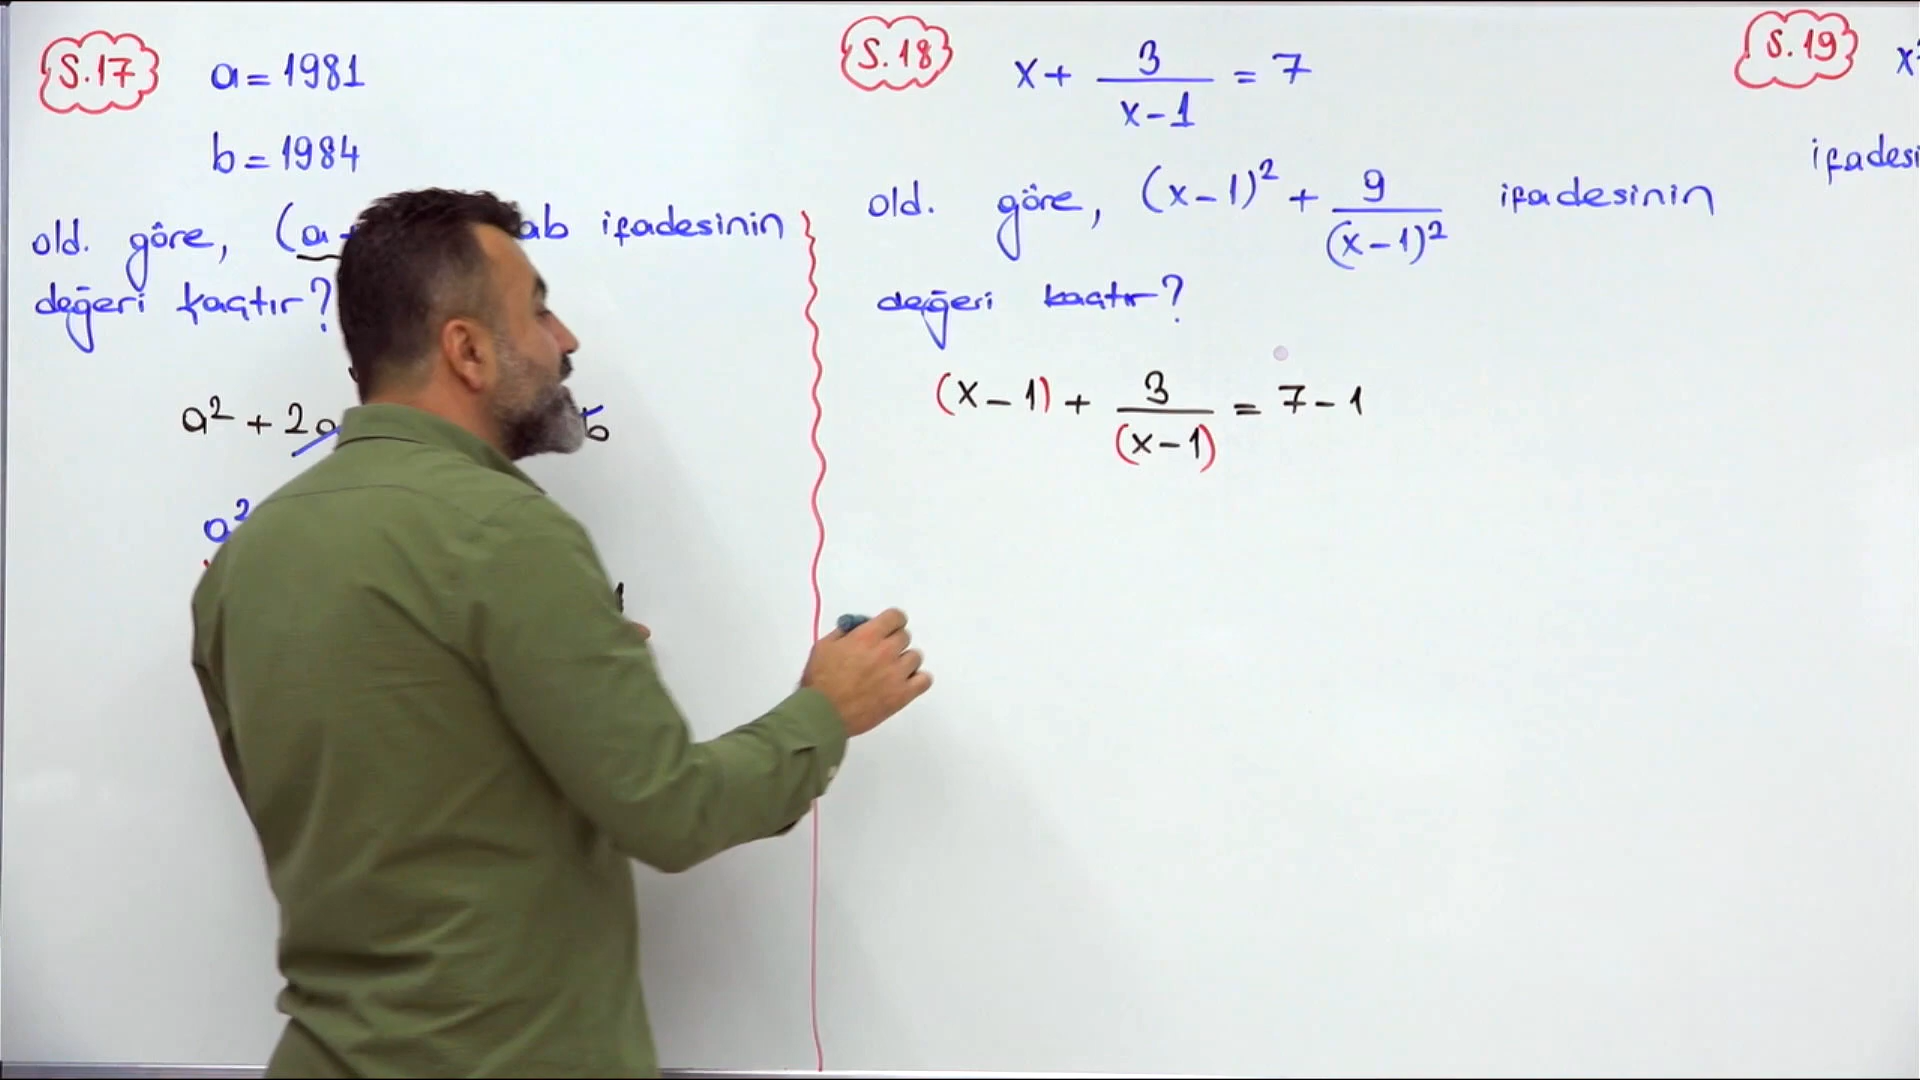 S.17
a = 1981
b = 1984
old. göre, (a + ab ifadesinin
değeri kaçtır?
a² + 2a b
a²
S.18
x + 3/(x-1) = 7
old. göre, (x-1)² + 9/(x-1)² ifadesinin
değeri kaçtır?
(x-1) + 3/(x-1) = 7-1
S.19
ifadesi